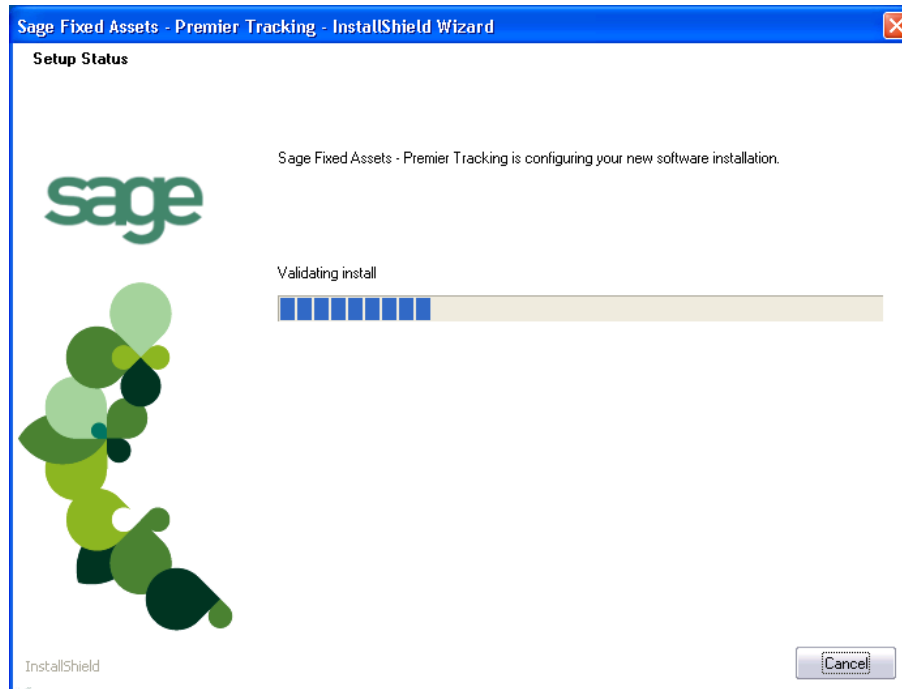 Sage Fixed Assets - Premier Tracking - InstallShield Wizard
Setup Status
Sage Fixed Assets - Premier Tracking is configuring your new software installation.
sage
Validating install
InstallShield
Cancel